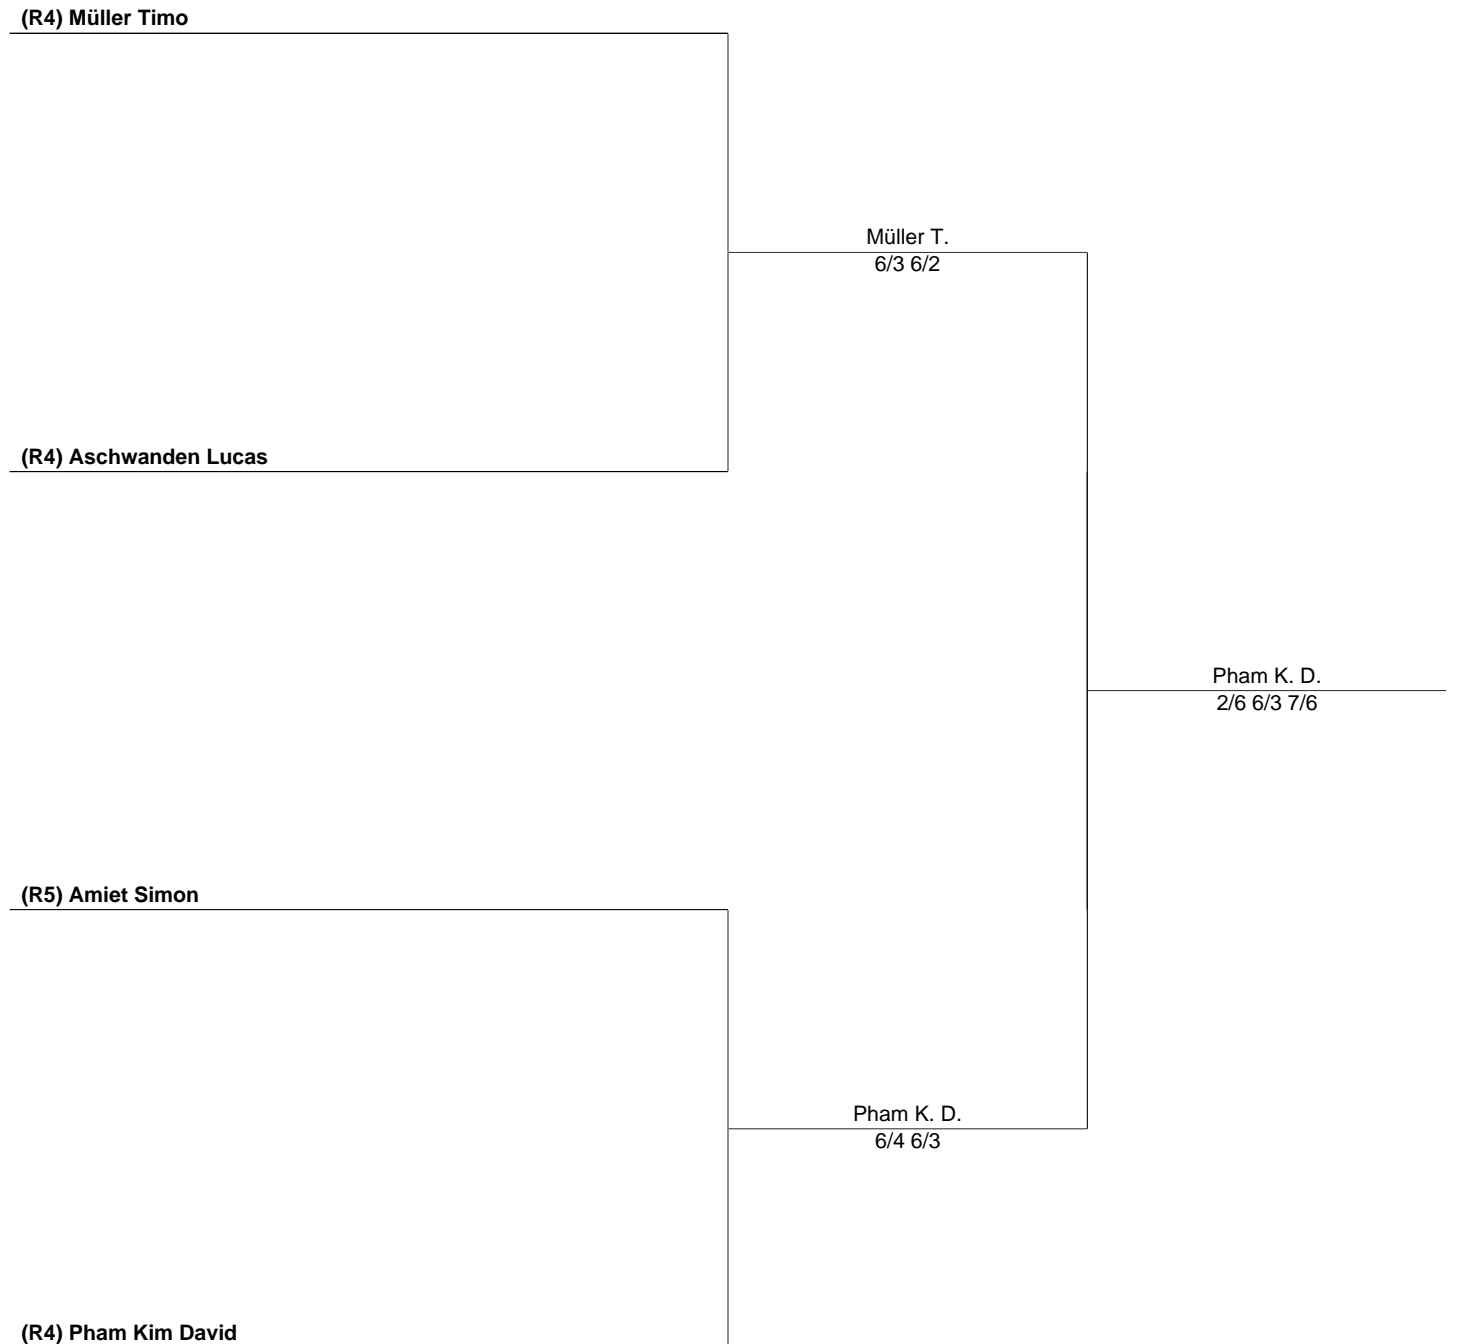 (R4) Müller Timo
Müller T.
6/3 6/2
(R4) Aschwanden Lucas
Pham K. D.
2/6 6/3 7/6
(R5) Amiet Simon
Pham K. D.
6/4 6/3
(R4) Pham Kim David